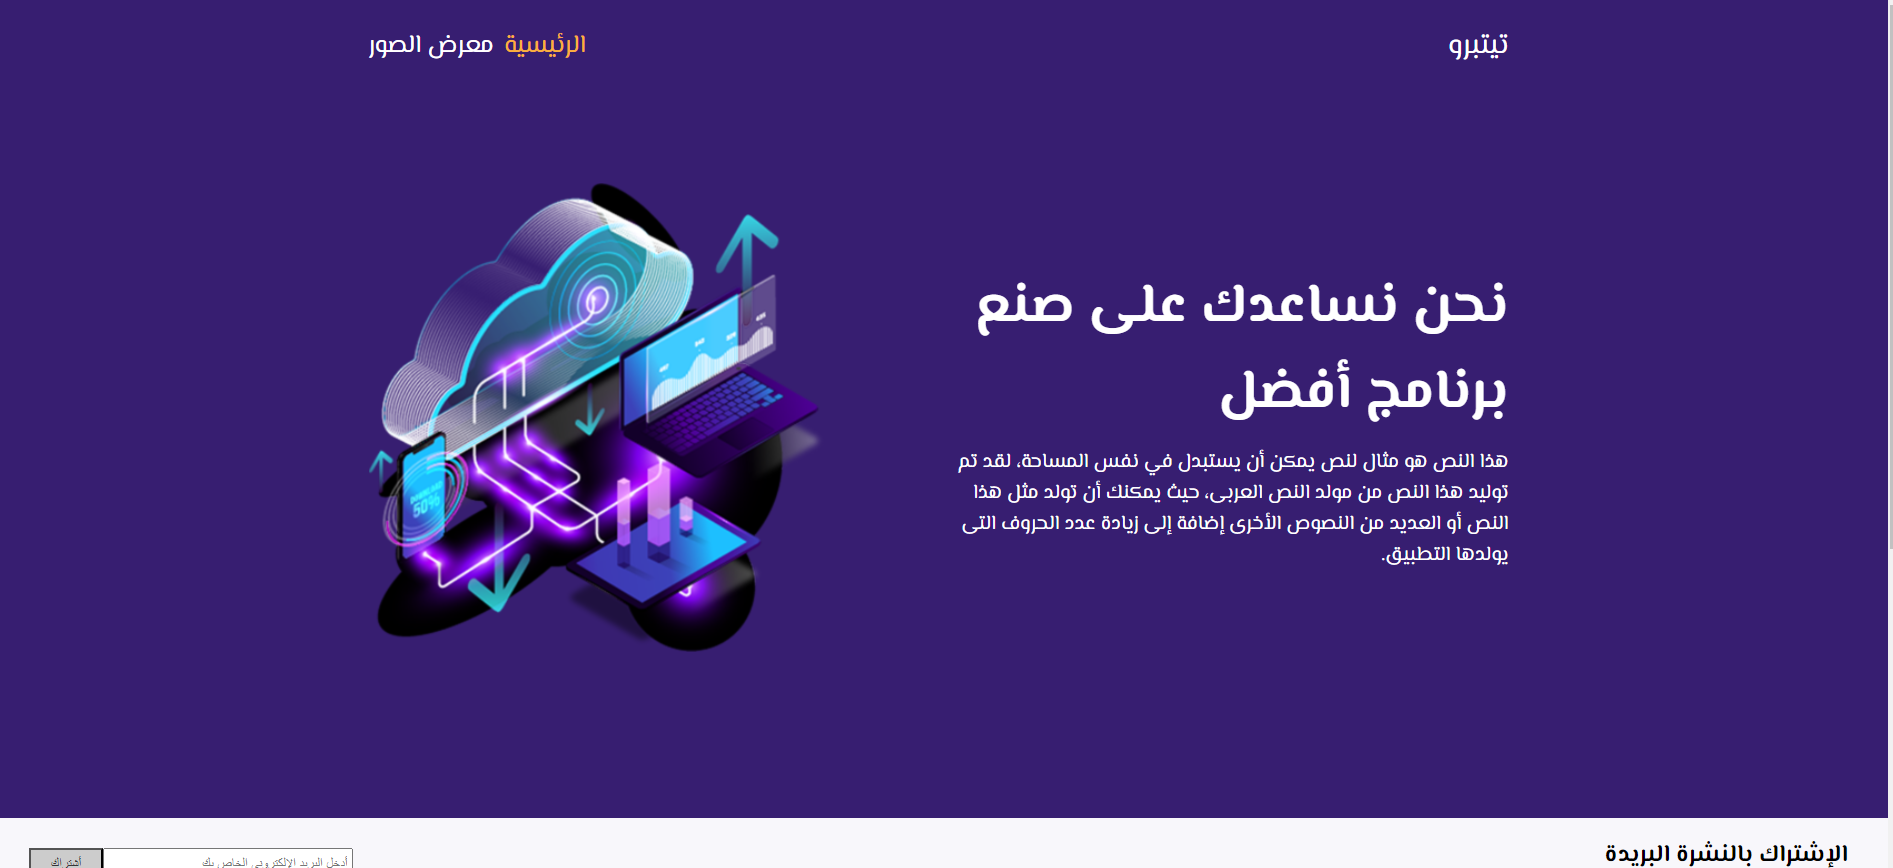 تيتبرو
الرئيسية معرض الصور
نحن نساعدك على صنع
برنامج أفضل
هذا النص هو مثال لنص يمكن أن يستبدل في نفس المساحة، لقد تم
توليد هذا النص من مولد النص العربى، حيث يمكنك أن تولد مثل هذا
النص أو العديد من النصوص الأخرى إضافة إلى زيادة عدد الحروف التى
يولدها التطبيق.
DOWNLOAD
50%
الإشتراك بالنشرة البريدة
أدخل البريد الإلكتروني الخاص بك
أشتراك